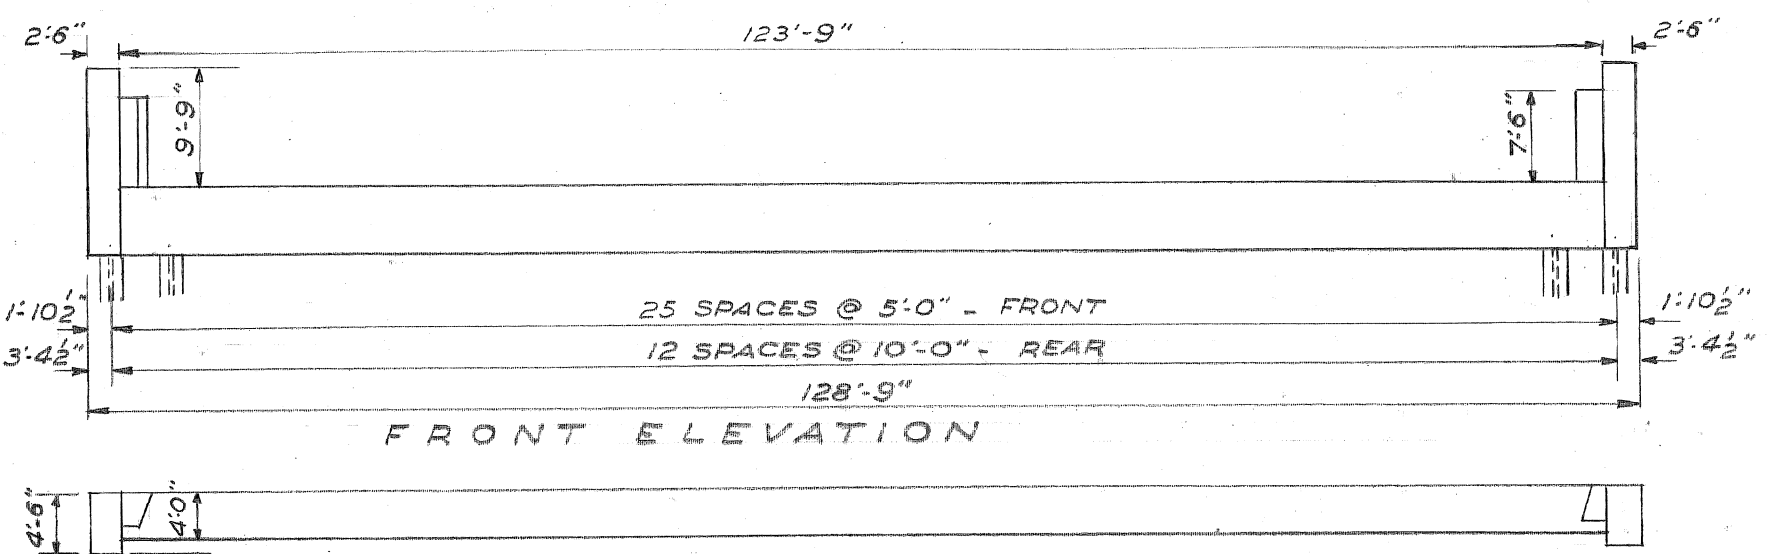 2'-6" 123'-9" 2'-6"
9'-9" 7'-6"
1'-10½" 25 SPACES @ 5'-0" - FRONT 1'-10½"
3'-4½" 12 SPACES @ 10'-0" - REAR 3'-4½"
128'-9"
FRONT ELEVATION
4'-6" 4'-0"